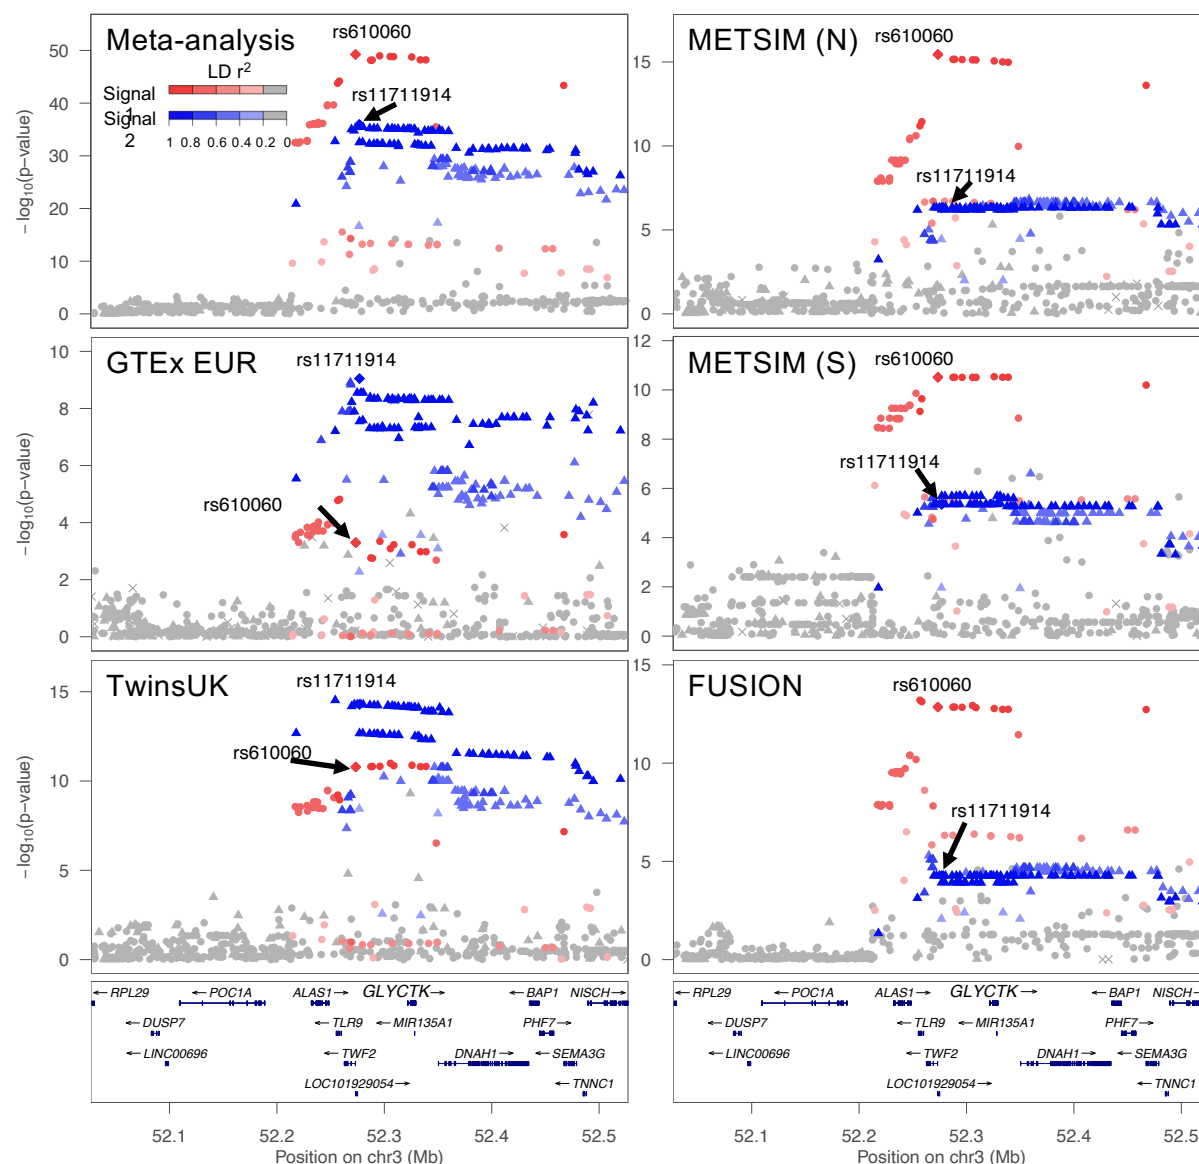 Meta-analysis
rs610060
LD r2
Signal 1
Signal 2
1 0.8 0.6 0.4 0.2 0
rs11711914
−log10(p−value)
50
40
30
20
10
0
METSIM (N)
rs610060
rs11711914
15
10
5
0
GTEx EUR
rs11711914
rs610060
−log10(p−value)
10
8
6
4
2
0
METSIM (S)
rs610060
rs11711914
12
10
8
6
4
2
0
TwinsUK
rs11711914
rs610060
−log10(p−value)
15
10
5
0
FUSION
rs610060
rs11711914
15
10
5
0
← RPL29 ← POC1A ALAS1 → GLYCTK → ← BAP1 NISCH →
← DUSP7 ← TLR9 ← MIR135A1 PHF7 →
← LINC00696 ← TWF2 DNAH1 → ← SEMA3G
LOC101929054 → ← TNNC1
52.1 52.2 52.3 52.4 52.5
Position on chr3 (Mb)
← RPL29 ← POC1A ALAS1 → GLYCTK → ← BAP1 NISCH →
← DUSP7 ← TLR9 ← MIR135A1 PHF7 →
← LINC00696 ← TWF2 DNAH1 → ← SEMA3G
LOC101929054 → ← TNNC1
52.1 52.2 52.3 52.4 52.5
Position on chr3 (Mb)